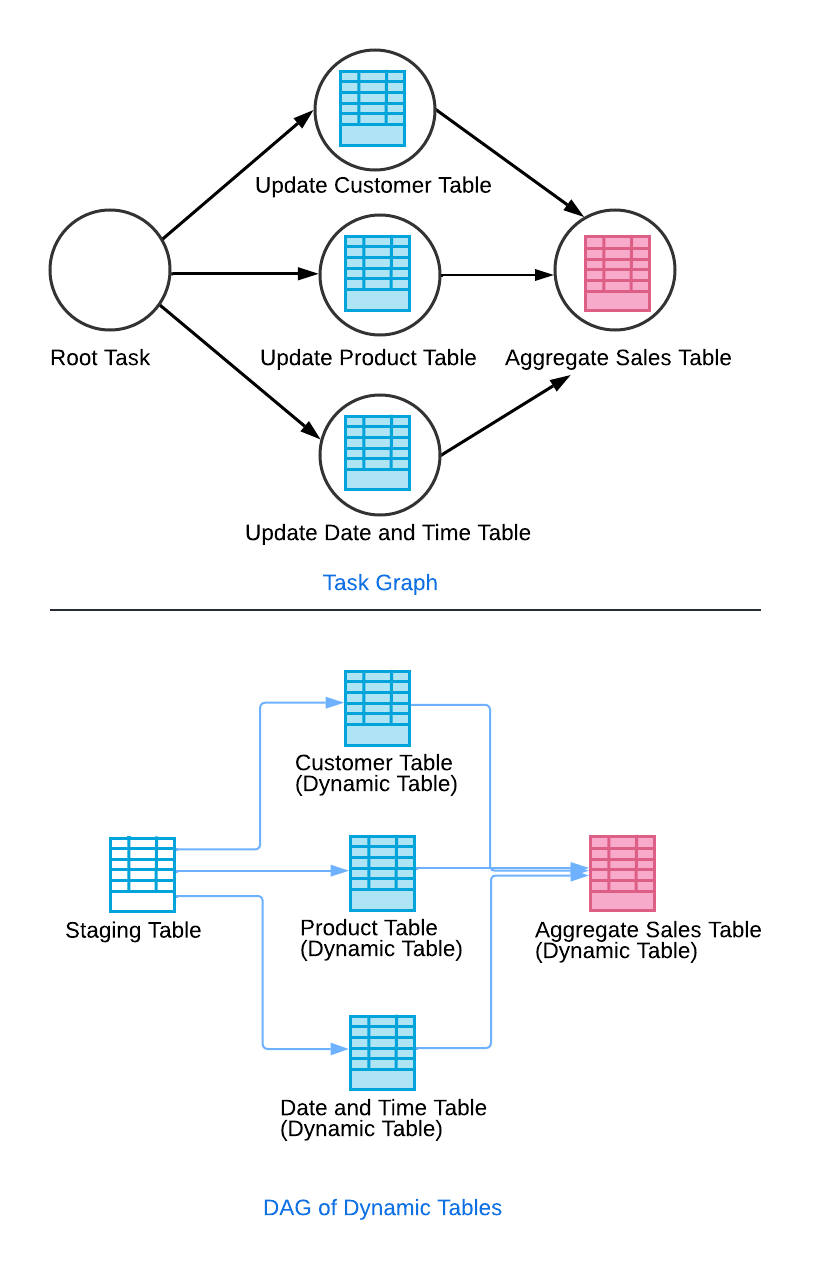 Update Customer Table
Root Task
Update Product Table
Aggregate Sales Table
Update Date and Time Table
Task Graph
Customer Table
(Dynamic Table)
Staging Table
Product Table
(Dynamic Table)
Aggregate Sales Table
(Dynamic Table)
Date and Time Table
(Dynamic Table)
DAG of Dynamic Tables